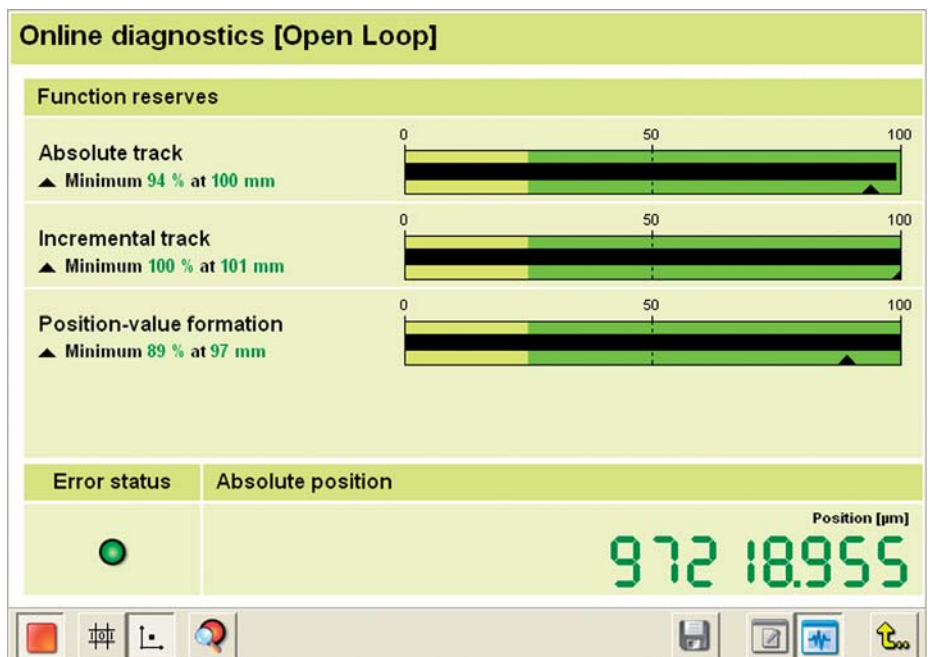 Online diagnostics [Open Loop]
Function reserves
Absolute track
▲ Minimum 94 % at 100 mm
0 50 100
Incremental track
▲ Minimum 100 % at 101 mm
0 50 100
Position-value formation
▲ Minimum 89 % at 97 mm
0 50 100
Error status
Absolute position
Position [µm]
97218.955